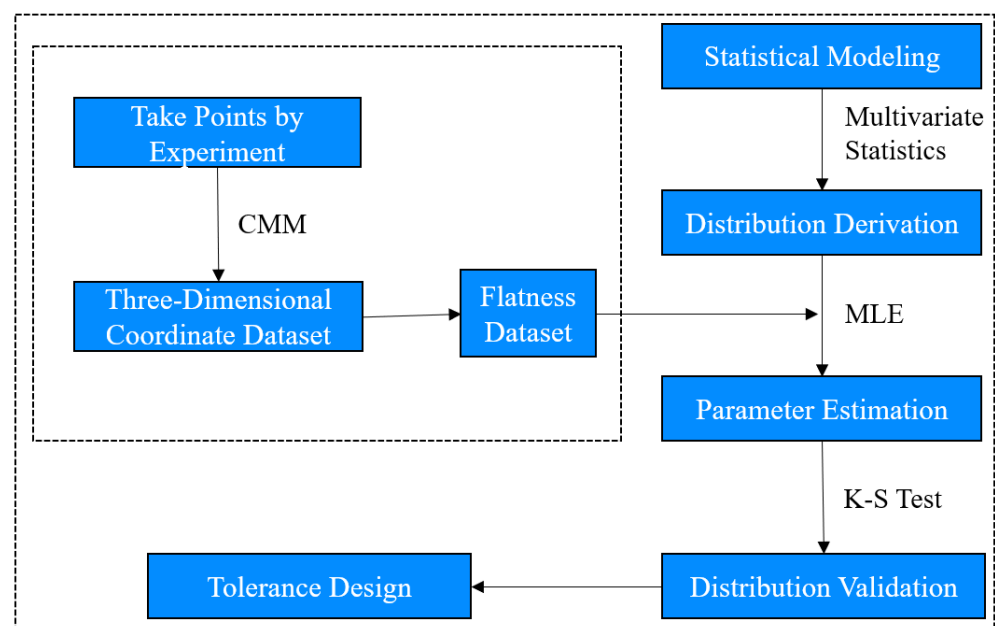 Statistical Modeling
Take Points by
Experiment
Multivariate
Statistics
CMM
Distribution Derivation
Three-Dimensional
Coordinate Dataset
Flatness
Dataset
MLE
Parameter Estimation
K-S Test
Tolerance Design
Distribution Validation